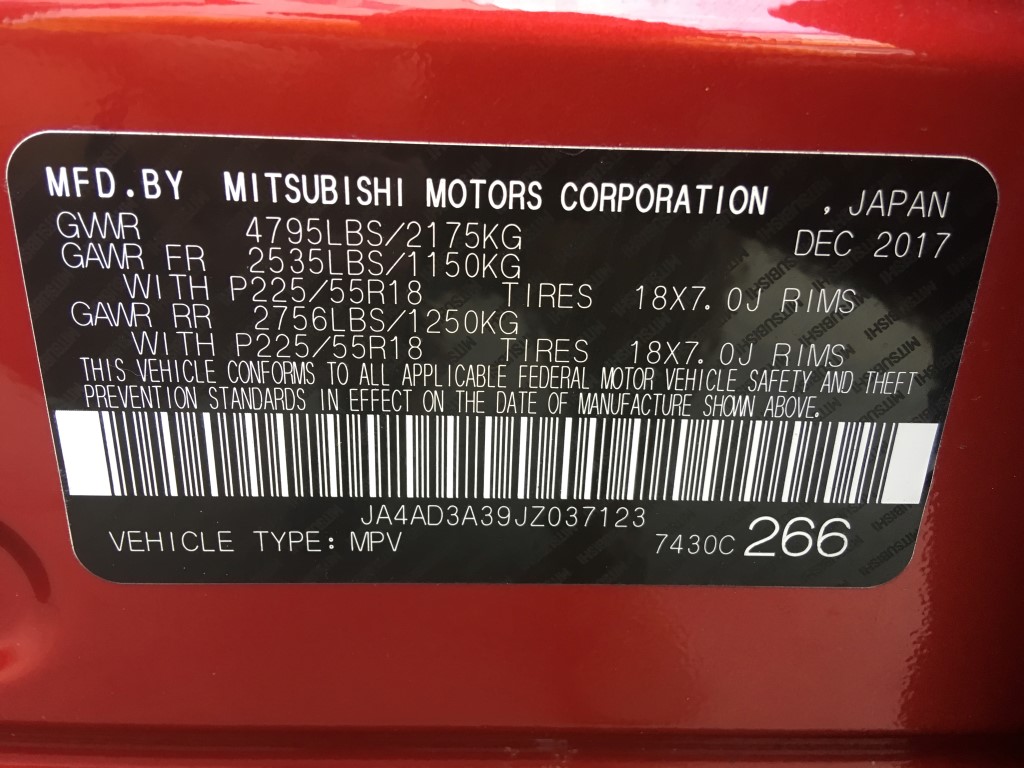 MFD.BY MITSUBISHI MOTORS CORPORATION , JAPAN
GVWR 4795LBS/2175KG DEC 2017
GAWR FR 2535LBS/1150KG
WITH P225/55R18 TIRES 18X7.0J RIMS
GAWR RR 2756LBS/1250KG
WITH P225/55R18 TIRES 18X7.0J RIMS
THIS VEHICLE CONFORMS TO ALL APPLICABLE FEDERAL MOTOR VEHICLE SAFETY AND THEFT
PREVENTION STANDARDS IN EFFECT ON THE DATE OF MANUFACTURE SHOWN ABOVE.
JA4AD3A39JZ037123
VEHICLE TYPE:MPV 7430C 266